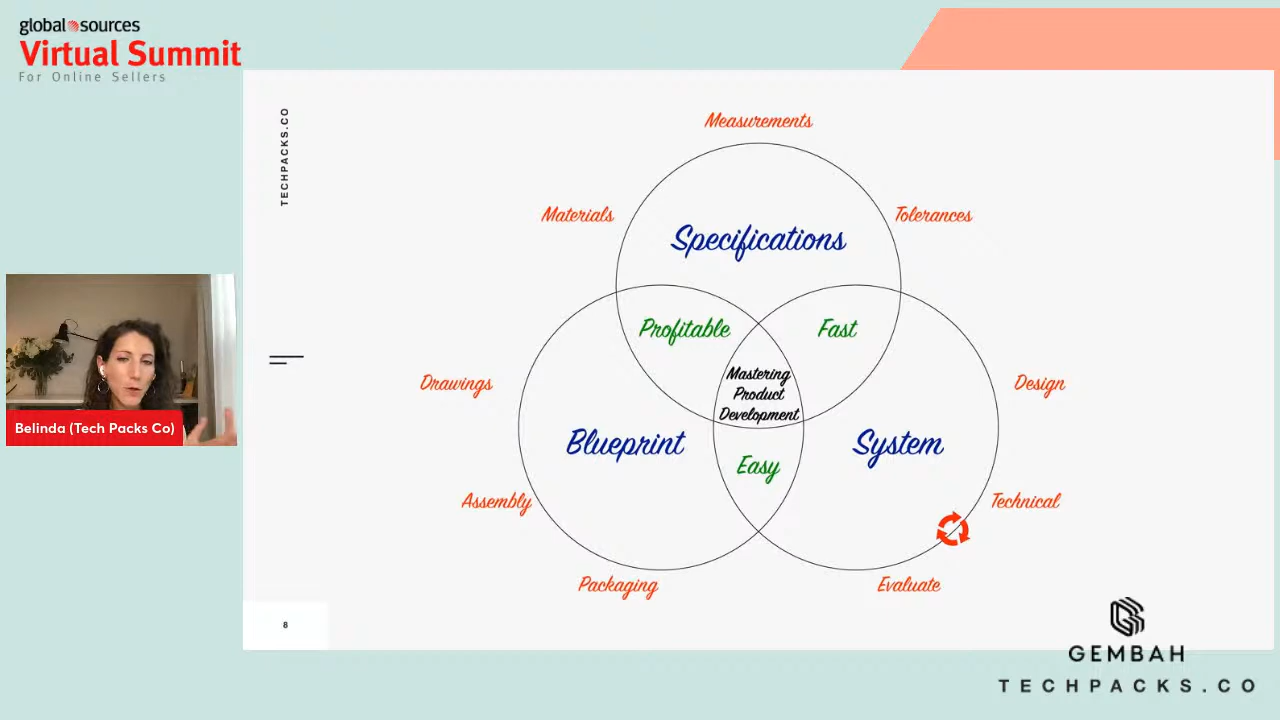 global sources
Virtual Summit
For Online Sellers
TECHPACKS.CO
Measurements
Materials
Tolerances
Specifications
Profitable
Fast
Mastering
Product
Development
Drawings
Design
Blueprint
System
Easy
Assembly
Technical
Packaging
Evaluate
Belinda (Tech Packs Co)
8
GEMBAH
TECHPACKS.CO